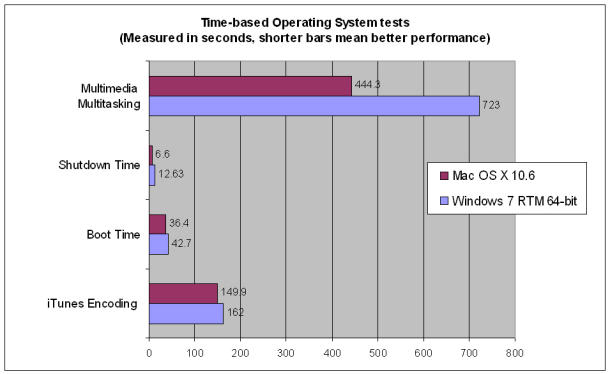 Time-based Operating System tests
(Measured in seconds, shorter bars mean better performance)
Multimedia
Multitasking
444.3
723
Shutdown Time
6.6
12.63
Mac OS X 10.6
Windows 7 RTM 64-bit
Boot Time
36.4
42.7
iTunes Encoding
149.9
162
0 100 200 300 400 500 600 700 800